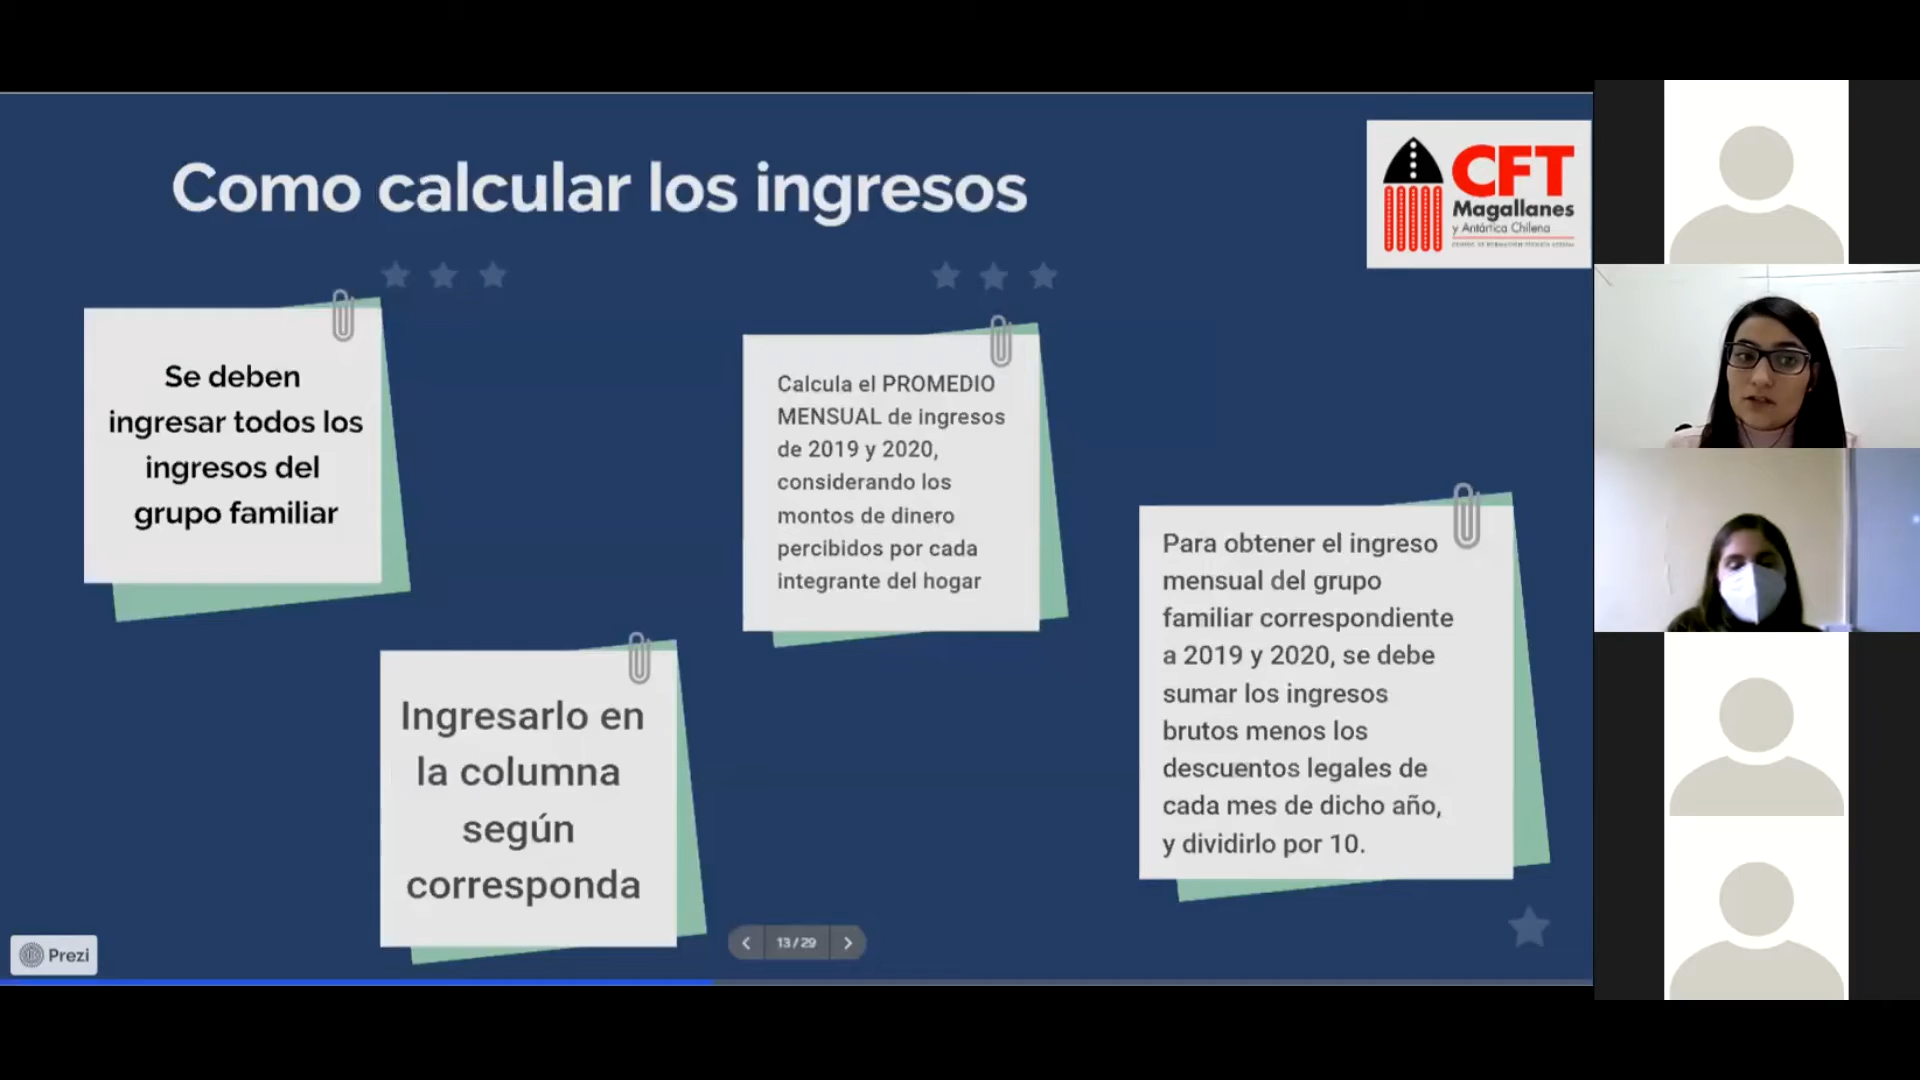 Como calcular los ingresos
CFT
Magallanes
y Antártica Chilena
Se deben
ingresar todos los
ingresos del
grupo familiar
Ingresarlo en
la columna
según
corresponda
Calcula el PROMEDIO
MENSUAL de ingresos
de 2019 y 2020,
considerando los
montos de dinero
percibidos por cada
integrante del hogar
Para obtener el ingreso
mensual del grupo
familiar correspondiente
a 2019 y 2020, se debe
sumar los ingresos
brutos menos los
descuentos legales de
cada mes de dicho año,
y dividirlo por 10.
Prezi
13/29